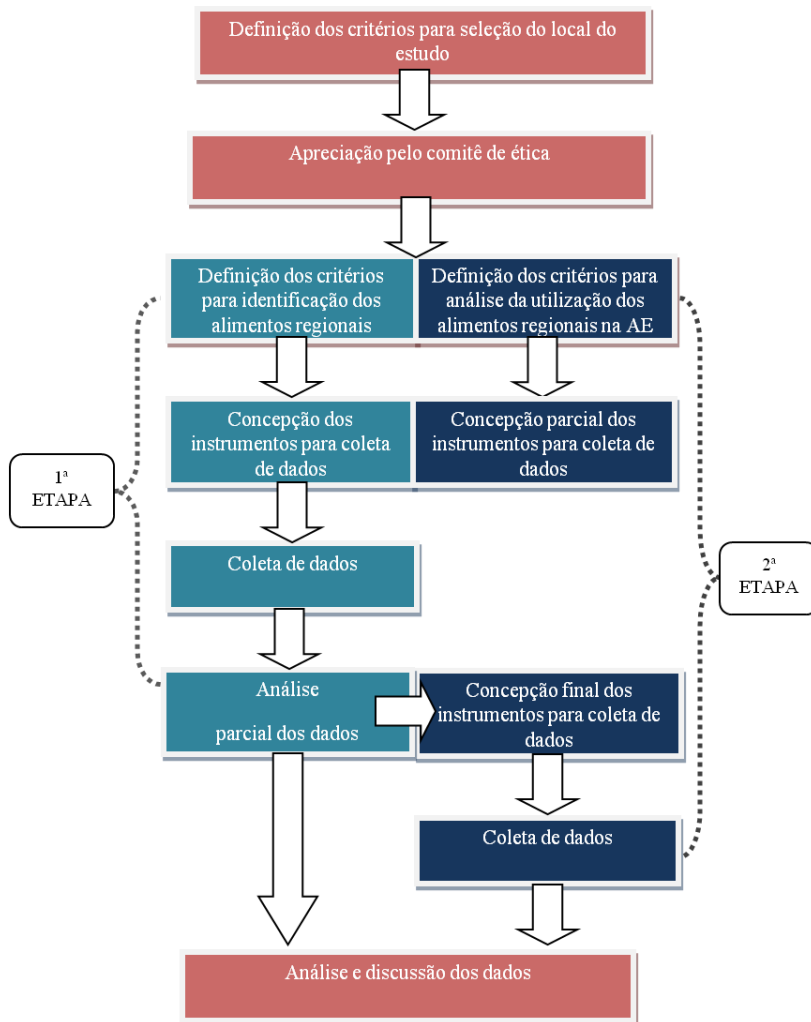 Definição dos critérios para seleção do local do
estudo
Apreciação pelo comitê de ética
Definição dos critérios
para identificação dos
alimentos regionais
Definição dos critérios para
análise da utilização dos
alimentos regionais na AE
Concepção dos
instrumentos para coleta
de dados
Concepção parcial dos
instrumentos para coleta de
dados
1ª
ETAPA
Coleta de dados
2ª
ETAPA
Análise
parcial dos dados
Concepção final dos
instrumentos para coleta de
dados
Coleta de dados
Análise e discussão dos dados